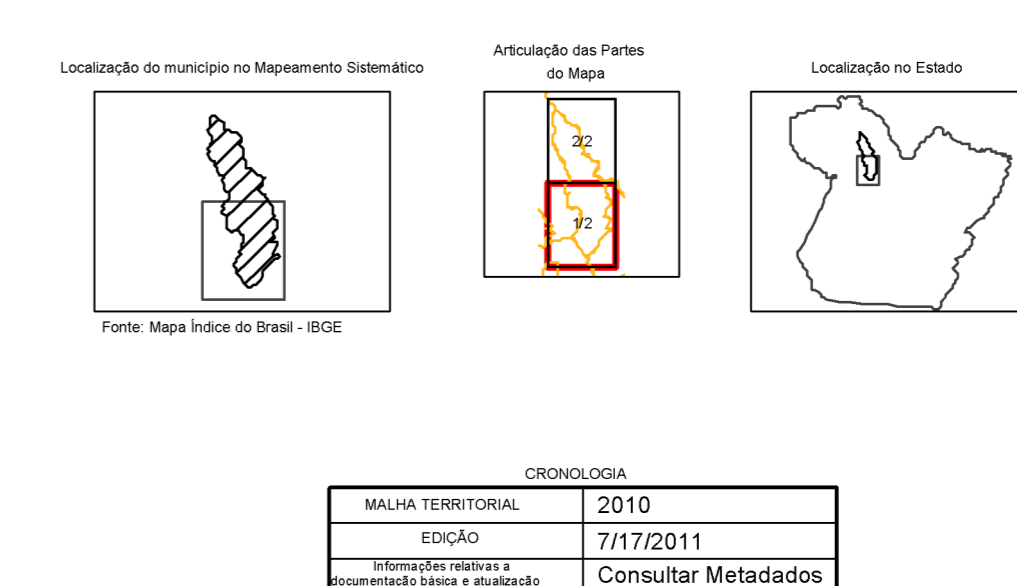 Localização do município no Mapeamento Sistemático
Articulação das Partes
do Mapa
Localização no Estado
2/2
1/2
Fonte: Mapa Índice do Brasil - IBGE
CRONOLOGIA
MALHA TERRITORIAL 2010
EDIÇÃO 7/17/2011
Informações relativas a
documentação básica e atualização
Consultar Metadados